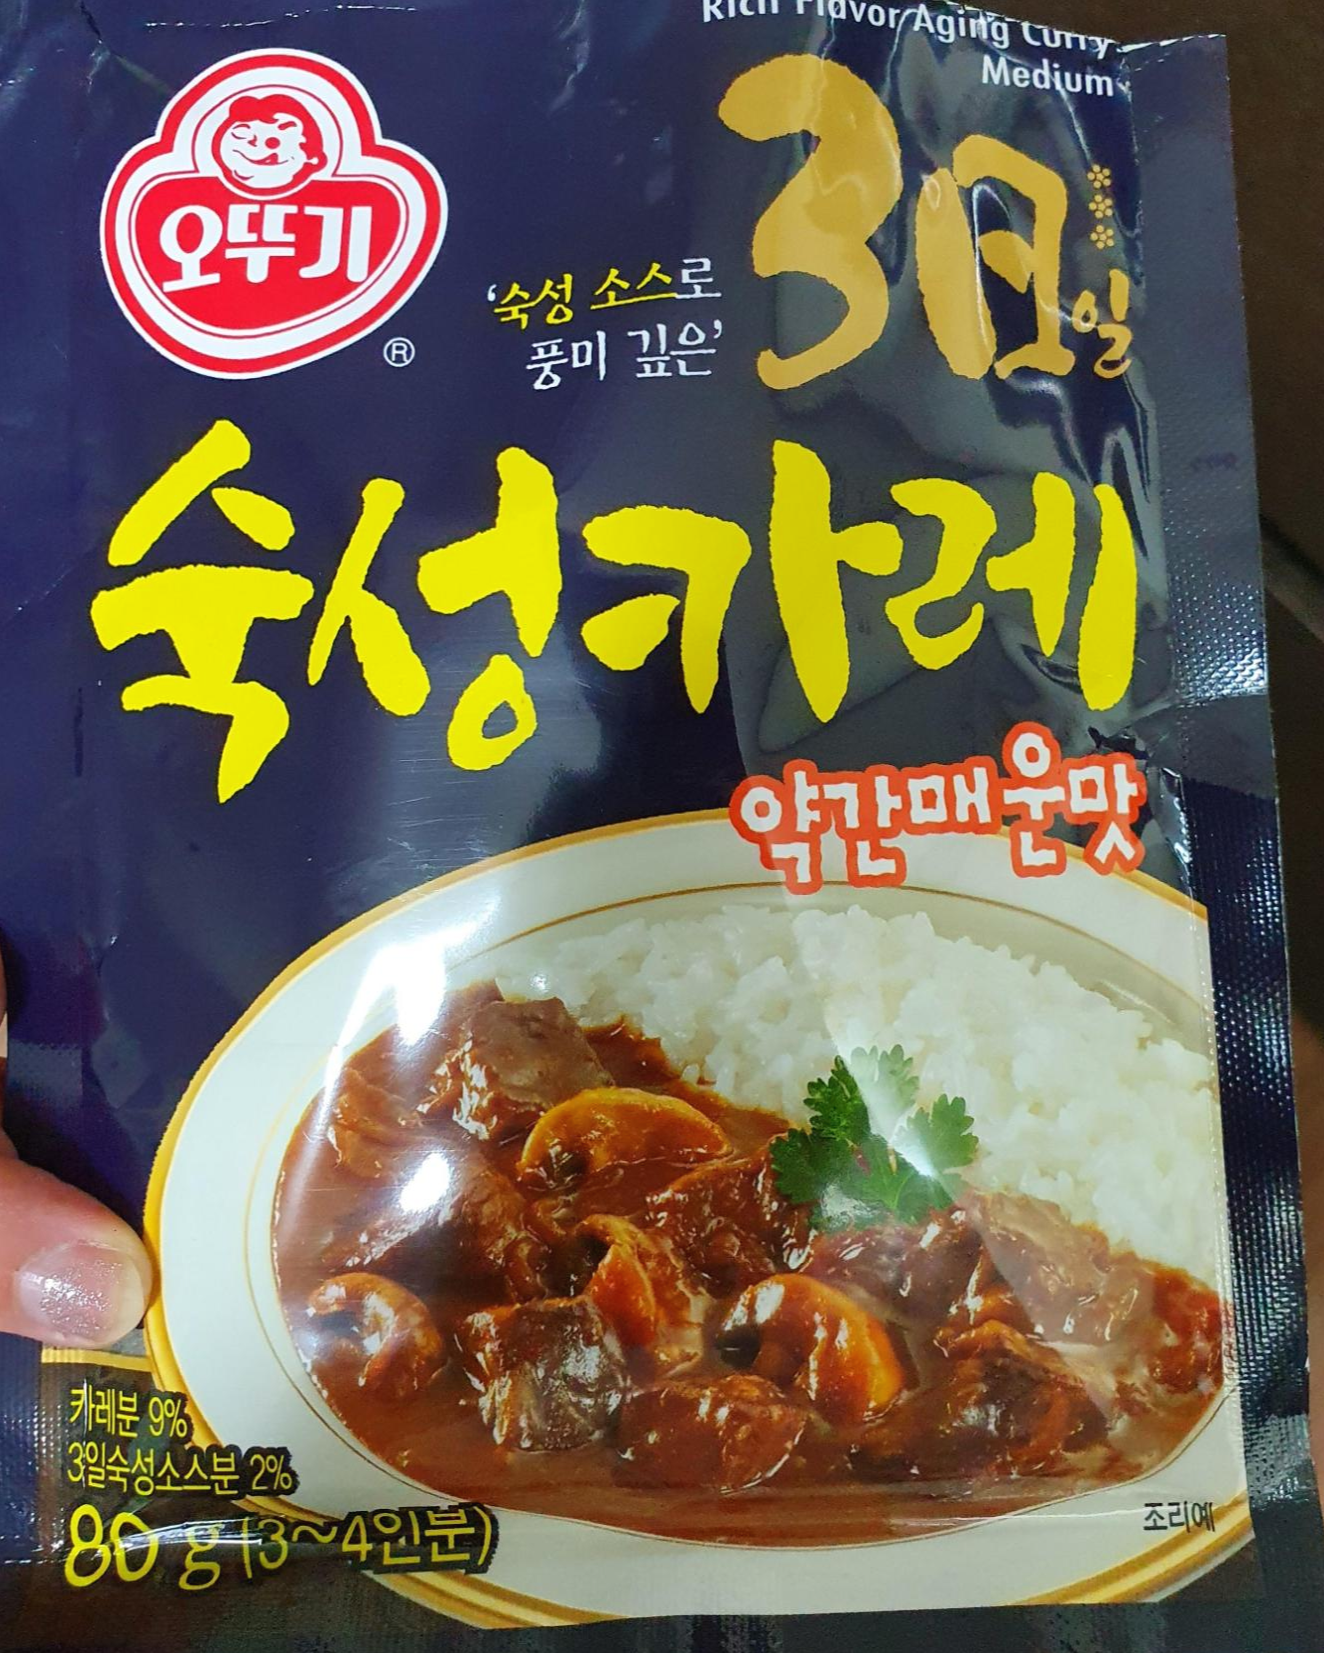 Rich Flavor Aging Curry
Medium
오뚜기
®
3日
일
'숙성 소스로
풍미 깊은'
숙성카레
약간매운맛
카레분 9%
3일숙성소스분 2%
80 g (3~4인분)
조리예